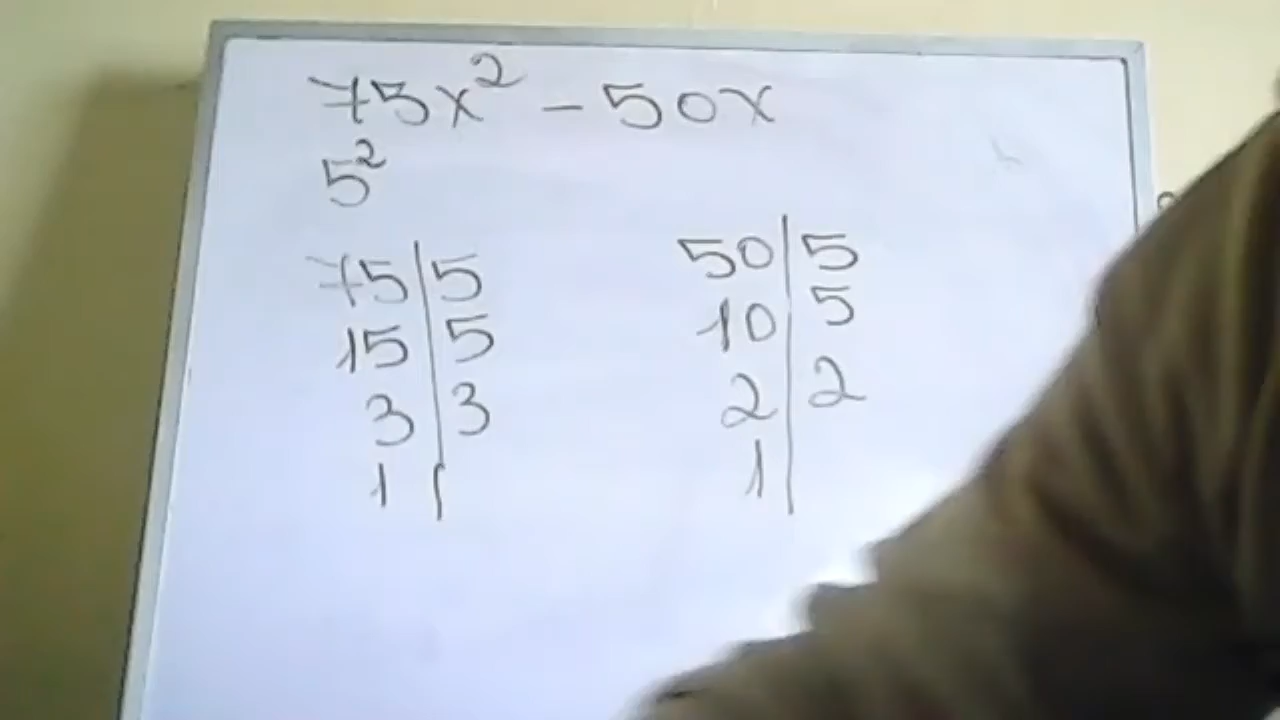 75x² - 50x
5²
75 | 5
15 | 5
3 | 3
1 |
50 | 5
10 | 5
2 | 2
1 |